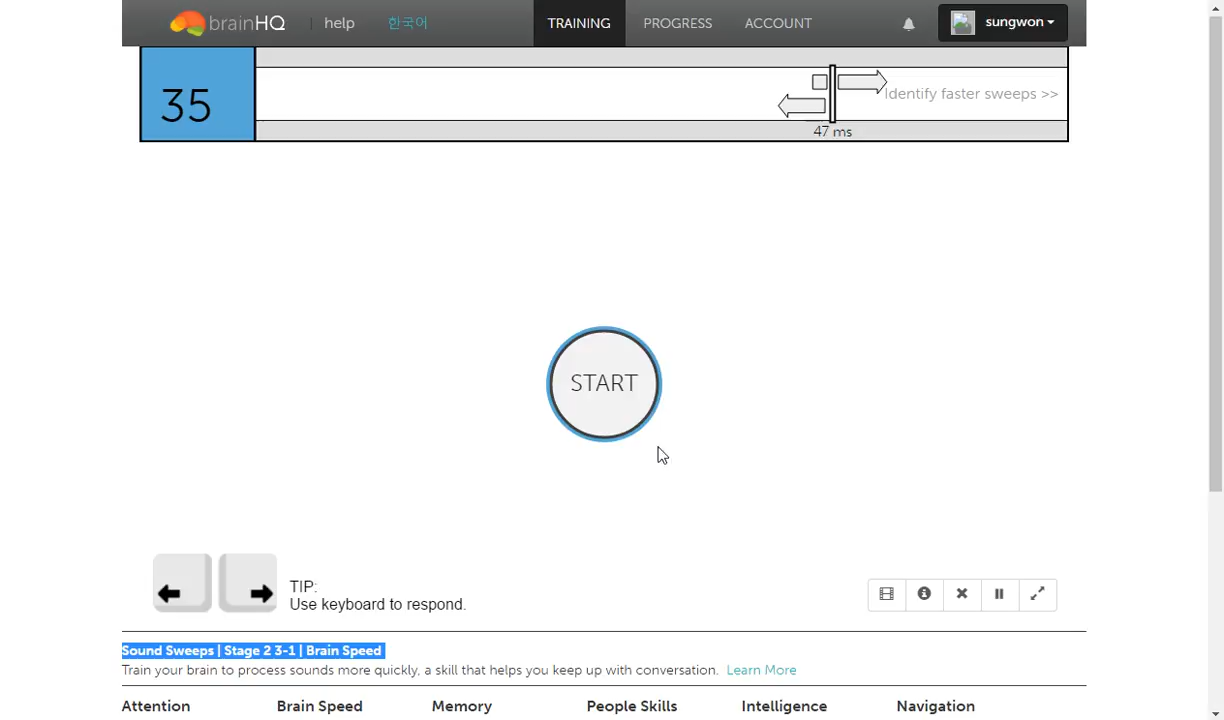 brainHQ
help
한국어
TRAINING
PROGRESS
ACCOUNT
sungwon
35
Identify faster sweeps >>
47 ms
START
TIP:
Use keyboard to respond.
Sound Sweeps | Stage 2 3-1 | Brain Speed
Train your brain to process sounds more quickly, a skill that helps you keep up with conversation. Learn More
Attention
Brain Speed
Memory
People Skills
Intelligence
Navigation